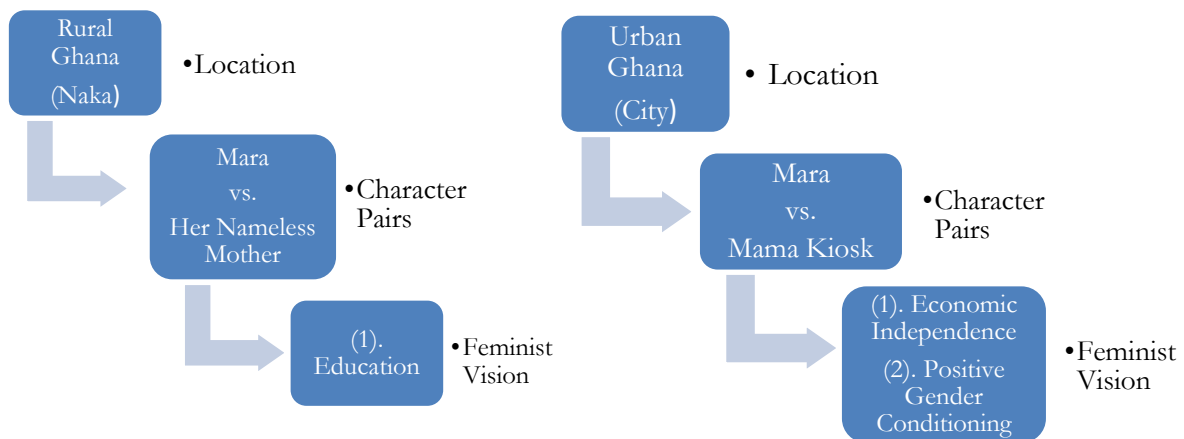 Rural
Ghana
(Naka)
•Location
Mara
vs.
Her Nameless
Mother
•Character
Pairs
(1).
Education
•Feminist
Vision
Urban
Ghana
(City)
• Location
Mara
vs.
Mama Kiosk
•Character
Pairs
(1). Economic
Independence
(2). Positive
Gender
Conditioning
•Feminist
Vision